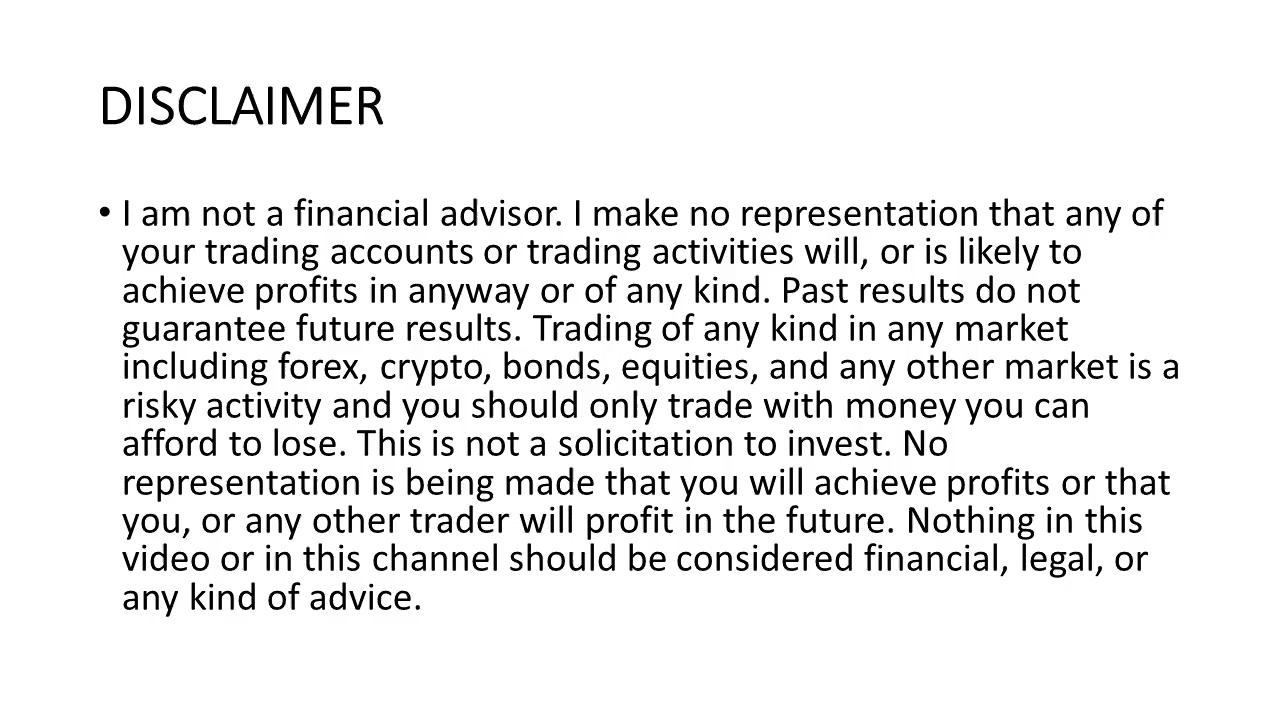 DISCLAIMER
• I am not a financial advisor. I make no representation that any of
your trading accounts or trading activities will, or is likely to
achieve profits in anyway or of any kind. Past results do not
guarantee future results. Trading of any kind in any market
including forex, crypto, bonds, equities, and any other market is a
risky activity and you should only trade with money you can
afford to lose. This is not a solicitation to invest. No
representation is being made that you will achieve profits or that
you, or any other trader will profit in the future. Nothing in this
video or in this channel should be considered financial, legal, or
any kind of advice.